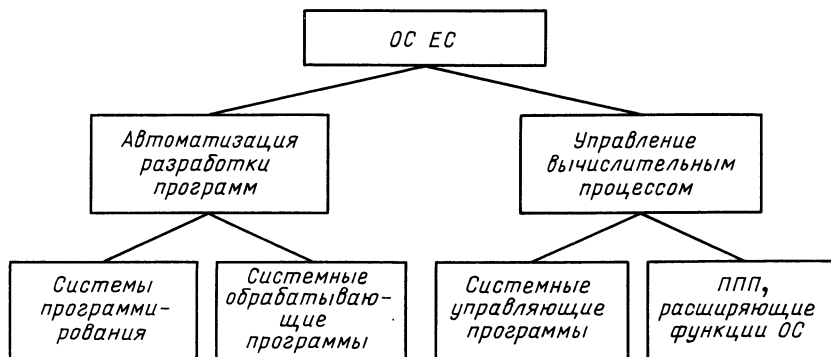 ОС ЕС
Автоматизация
разработки
программ
Управление
вычислительным
процессом
Системы
программи-
рования
Системные
обрабатываю-
щие
программы
Системные
управляющие
программы
ППП,
расширяющие
функции ОС